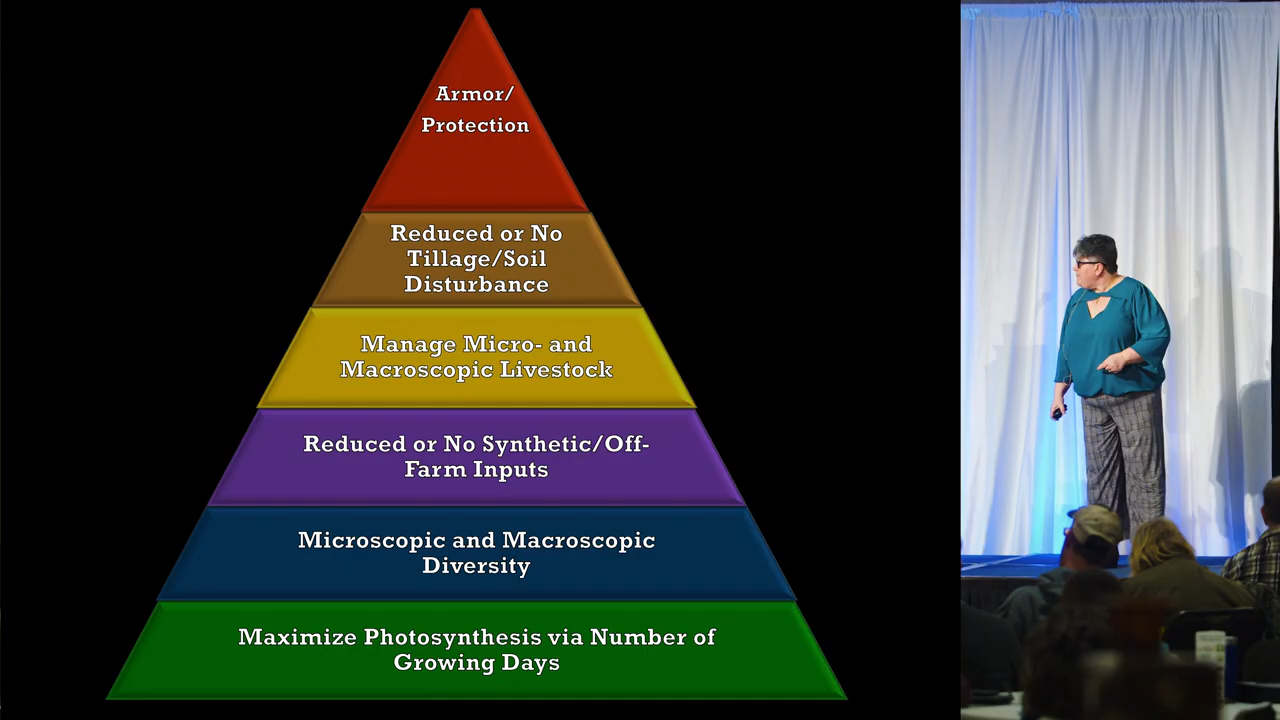 Armor/
Protection
Reduced or No
Tillage/Soil
Disturbance
Manage Micro- and
Macroscopic Livestock
Reduced or No Synthetic/Off-
Farm Inputs
Microscopic and Macroscopic
Diversity
Maximize Photosynthesis via Number of
Growing Days